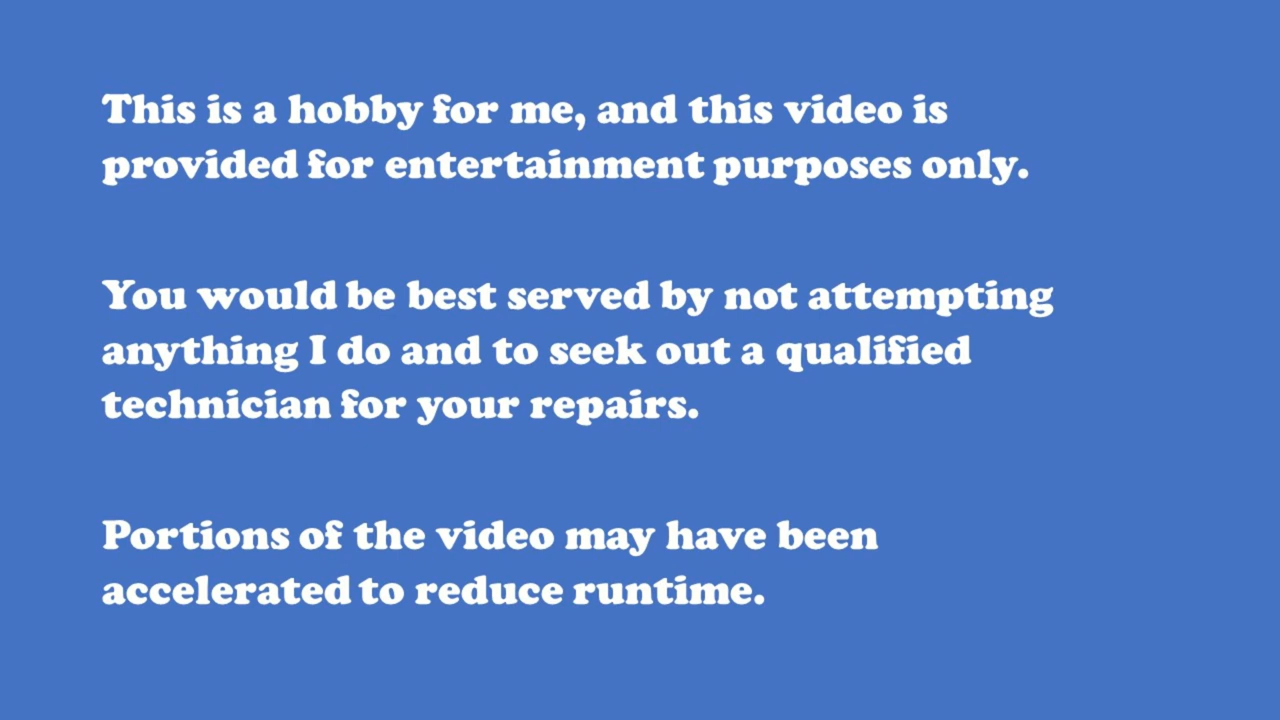 This is a hobby for me, and this video is
provided for entertainment purposes only.
You would be best served by not attempting
anything I do and to seek out a qualified
technician for your repairs.
Portions of the video may have been
accelerated to reduce runtime.